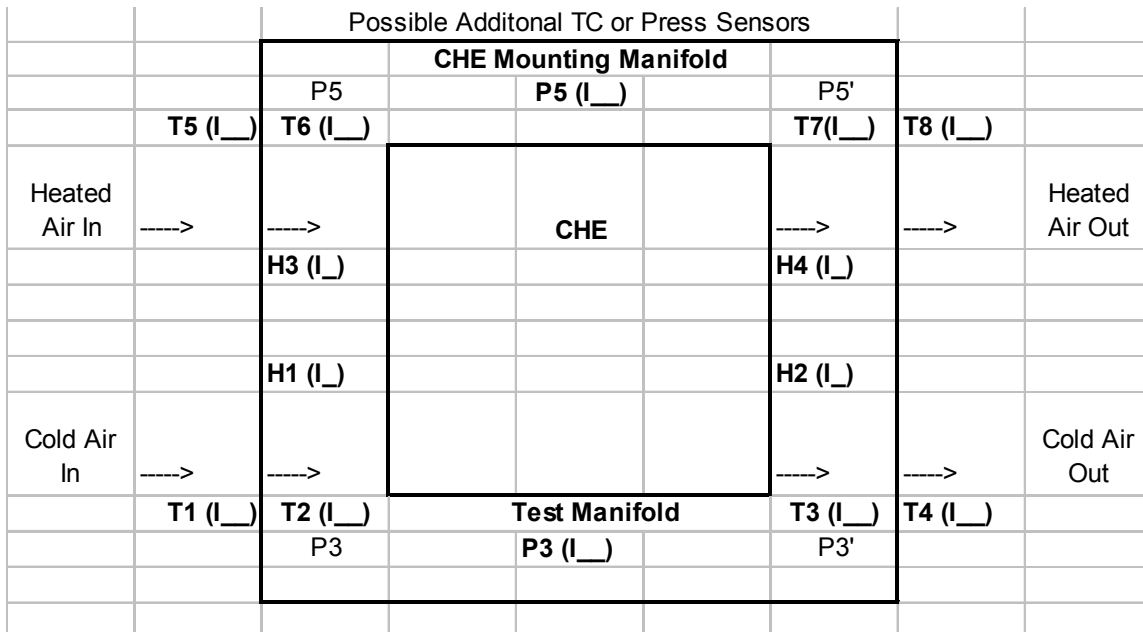 Possible Additonal TC or Press Sensors
CHE Mounting Manifold
P5 P5 (I__) P5'
T5 (I__) T6 (I__) T7(I__) T8 (I__)
Heated Heated
Air In -----> -----> CHE -----> -----> Air Out
H3 (I_) H4 (I_)
H1 (I_) H2 (I_)
Cold Air Cold Air
In -----> -----> -----> -----> Out
T1 (I__) T2 (I__) Test Manifold T3 (I__) T4 (I__)
P3 P3 (I__) P3'